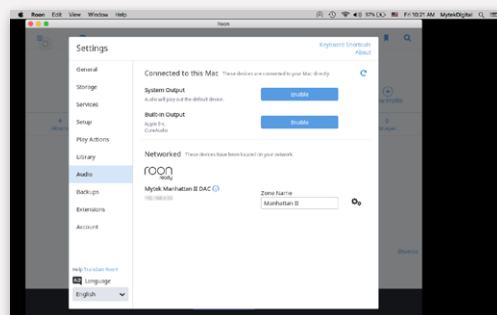 Roon Edit View Window Help
97% Fri 10:21 AM MytekDigital
Roon
Settings
Keyboard Shortcuts
About
General
Storage
Services
Setup
Play Actions
Library
Audio
Backups
Extensions
Account
Help Translate Roon!
Language
English
Connected to this Mac These devices are connected to your Mac directly.
System Output
Audio will play out the default device.
Enable
Built-in Output
Apple Inc.
CoreAudio
Enable
Networked These devices have been located on your network.
roon
ready
Mytek Manhattan II DAC
Zone Name
Manhattan II